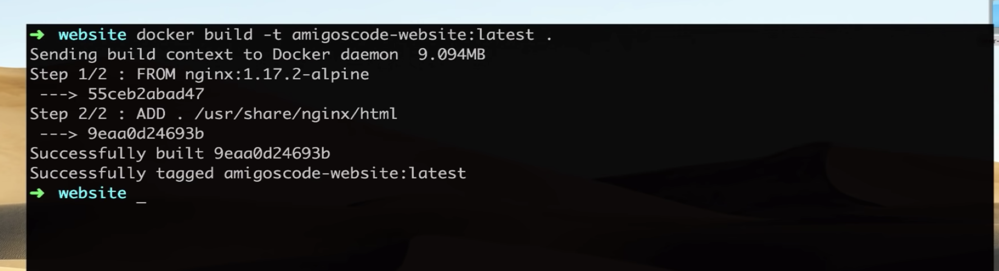 ➜  website docker build -t amigoscode-website:latest .
Sending build context to Docker daemon  9.094MB
Step 1/2 : FROM nginx:1.17.2-alpine
 ---> 55ceb2abad47
Step 2/2 : ADD . /usr/share/nginx/html
 ---> 9eaa0d24693b
Successfully built 9eaa0d24693b
Successfully tagged amigoscode-website:latest
➜  website _